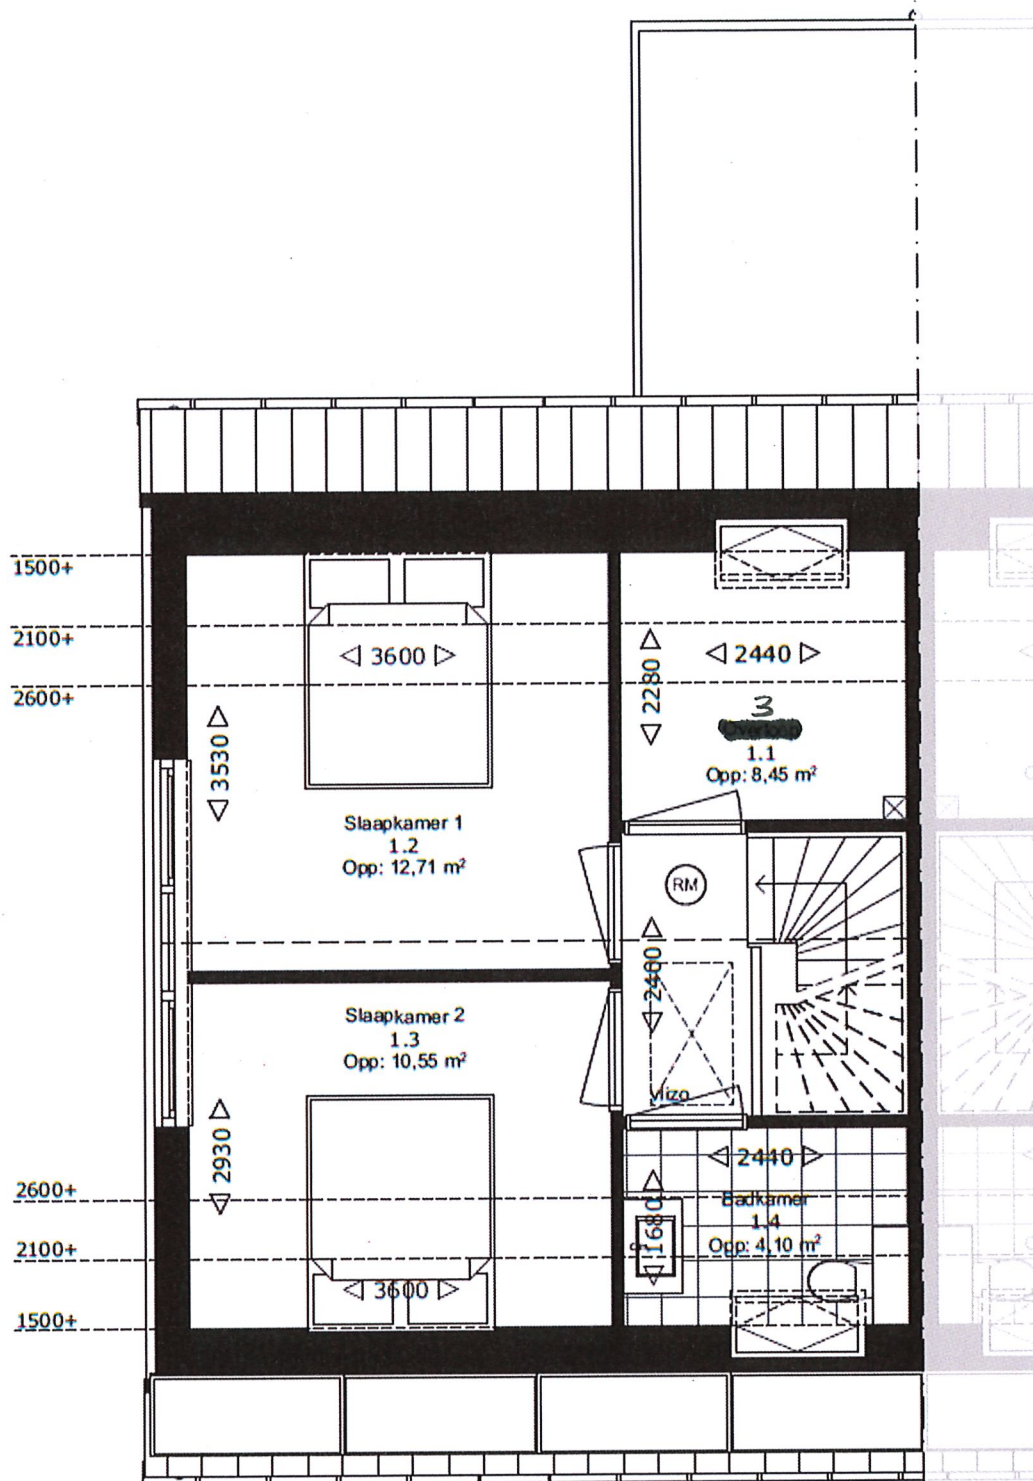 1500+
2100+
2600+
3600
2440
2280
3530
3
Overloop
1.1
Opp: 8,45 m²
Slaapkamer 1
1.2
Opp: 12,71 m²
RM
2400
Slaapkamer 2
1.3
Opp: 10,55 m²
Vlizo
2930
2440
2600+
Badkamer
1.4
Opp: 4,10 m²
1680
2100+
3600
1500+